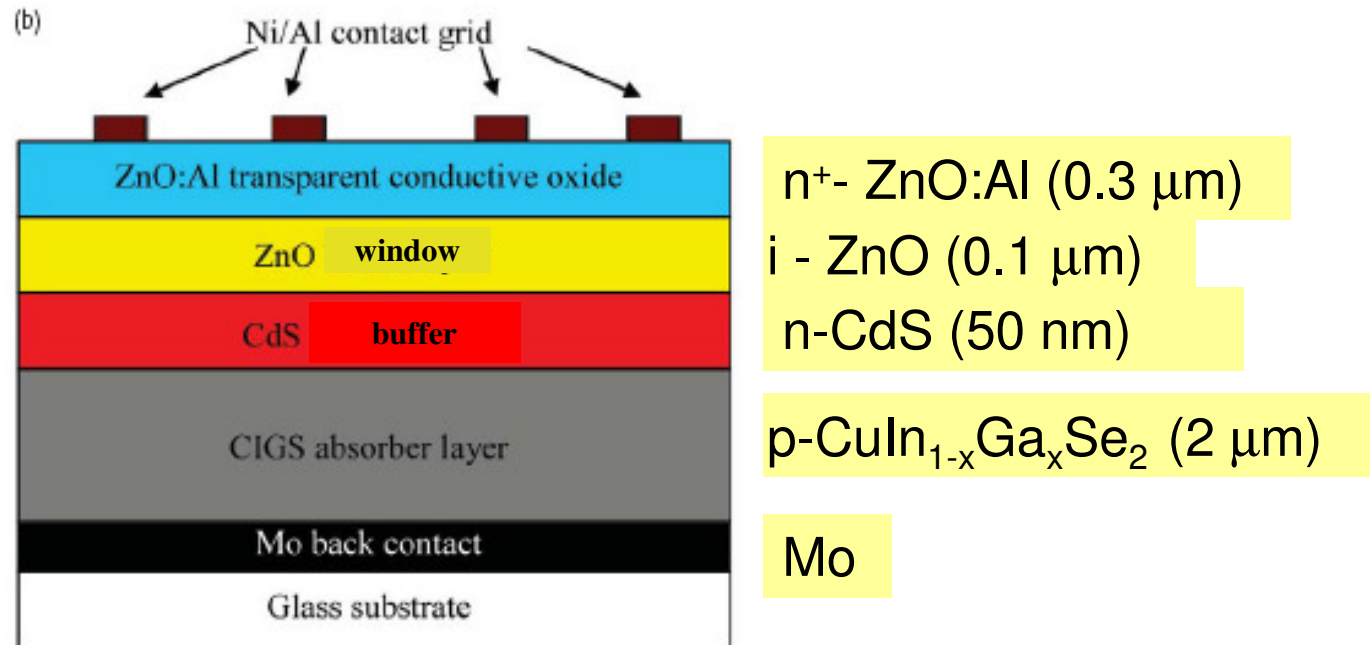 (b)
Ni/Al contact grid
ZnO:Al transparent conductive oxide
n⁺- ZnO:Al (0.3 μm)
ZnO window
i - ZnO (0.1 μm)
CdS buffer
n-CdS (50 nm)
CIGS absorber layer
p-CuIn₁₋ₓGaₓSe₂ (2 μm)
Mo back contact
Mo
Glass substrate